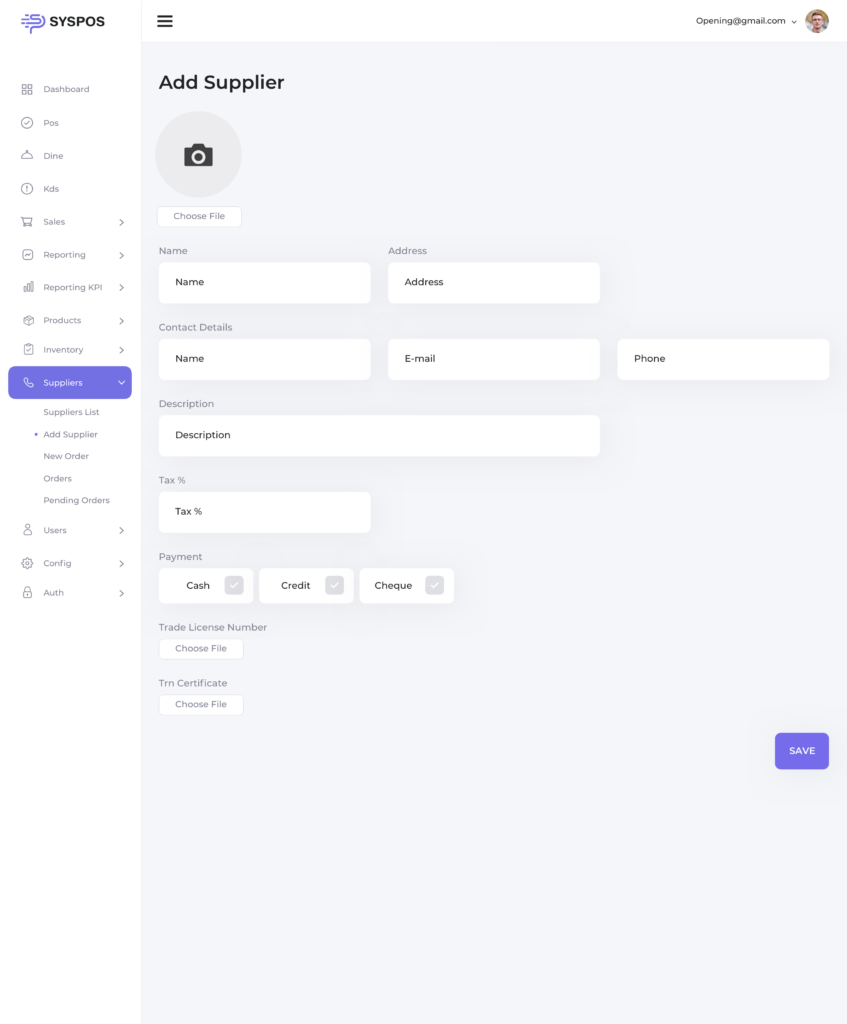 SYSPOS
Opening@gmail.com
Dashboard
Pos
Dine
Kds
Sales
Reporting
Reporting KPI
Products
Inventory
Suppliers
Suppliers List
Add Supplier
New Order
Orders
Pending Orders
Users
Config
Auth
Add Supplier
Choose File
Name Address
Name Address
Contact Details
Name E-mail Phone
Description
Description
Tax %
Tax %
Payment
Cash Credit Cheque
Trade License Number
Choose File
Trn Certificate
Choose File
SAVE